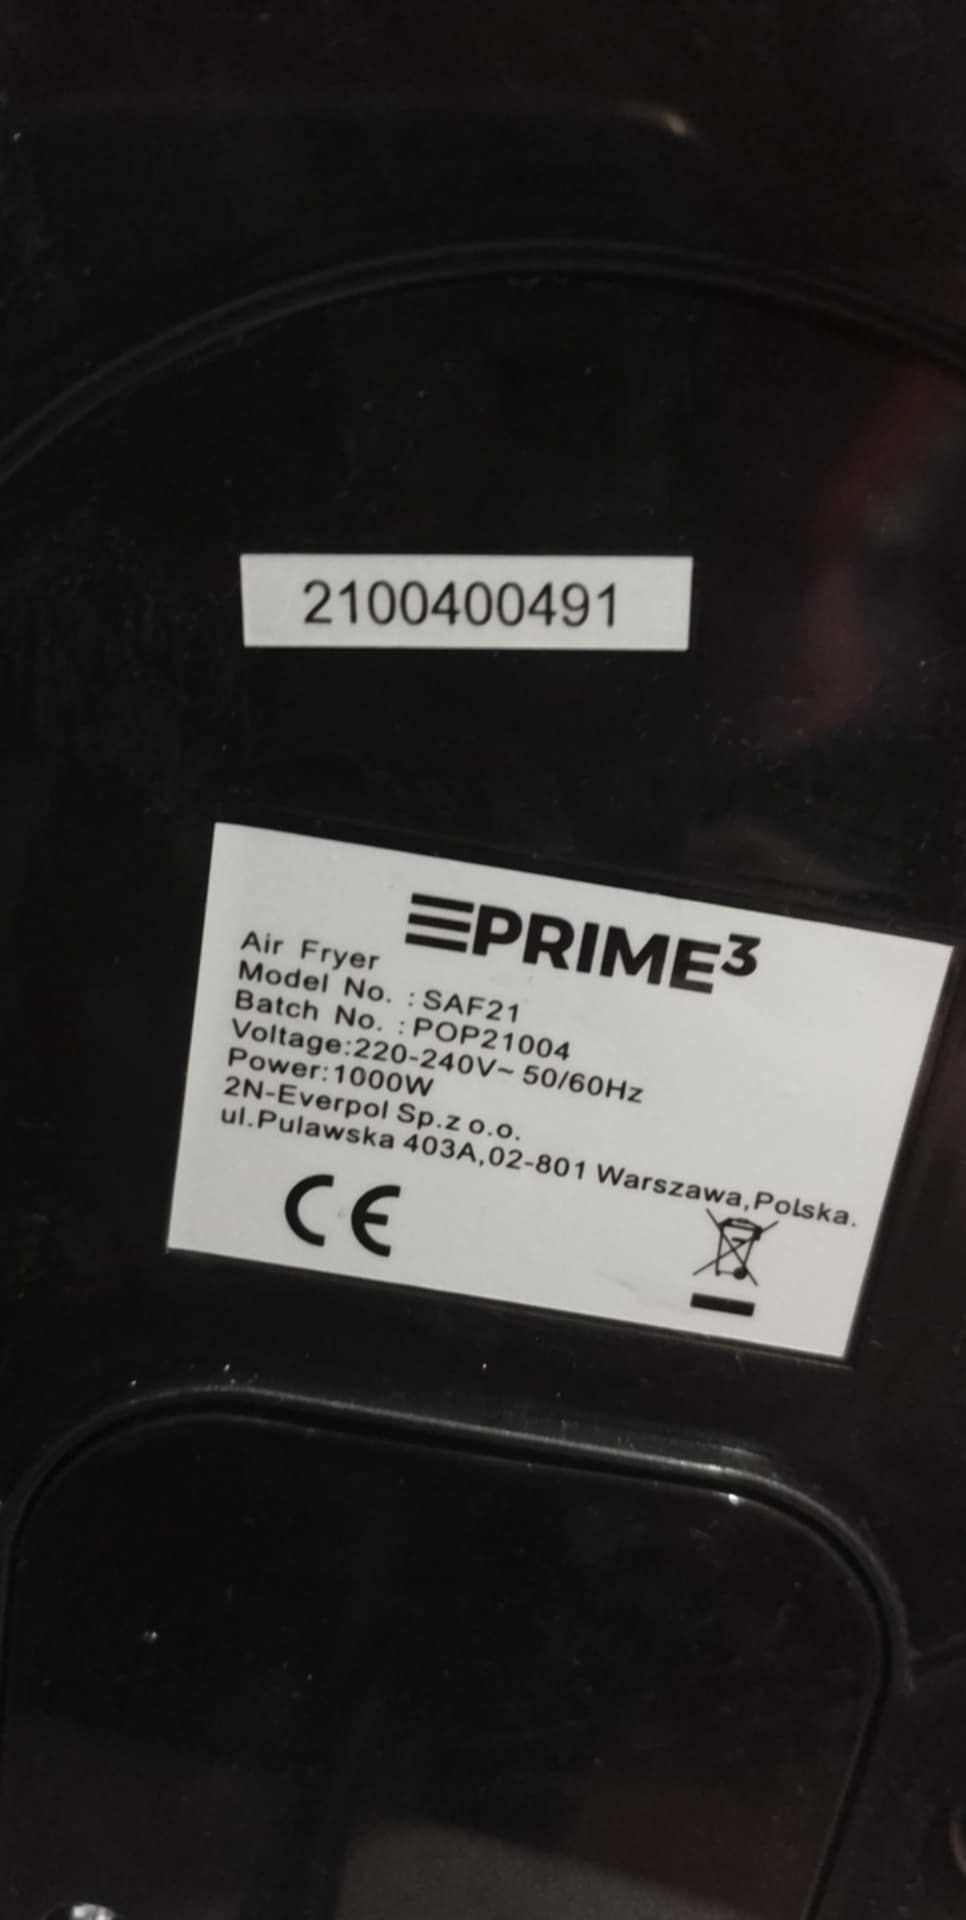 2100400491
PRIME³
Air Fryer
Model No. :SAF21
Batch No. :POP21004
Voltage:220-240V~ 50/60Hz
Power:1000W
2N-Everpol Sp.z o.o.
ul.Pulawska 403A,02-801 Warszawa,Polska.
CE